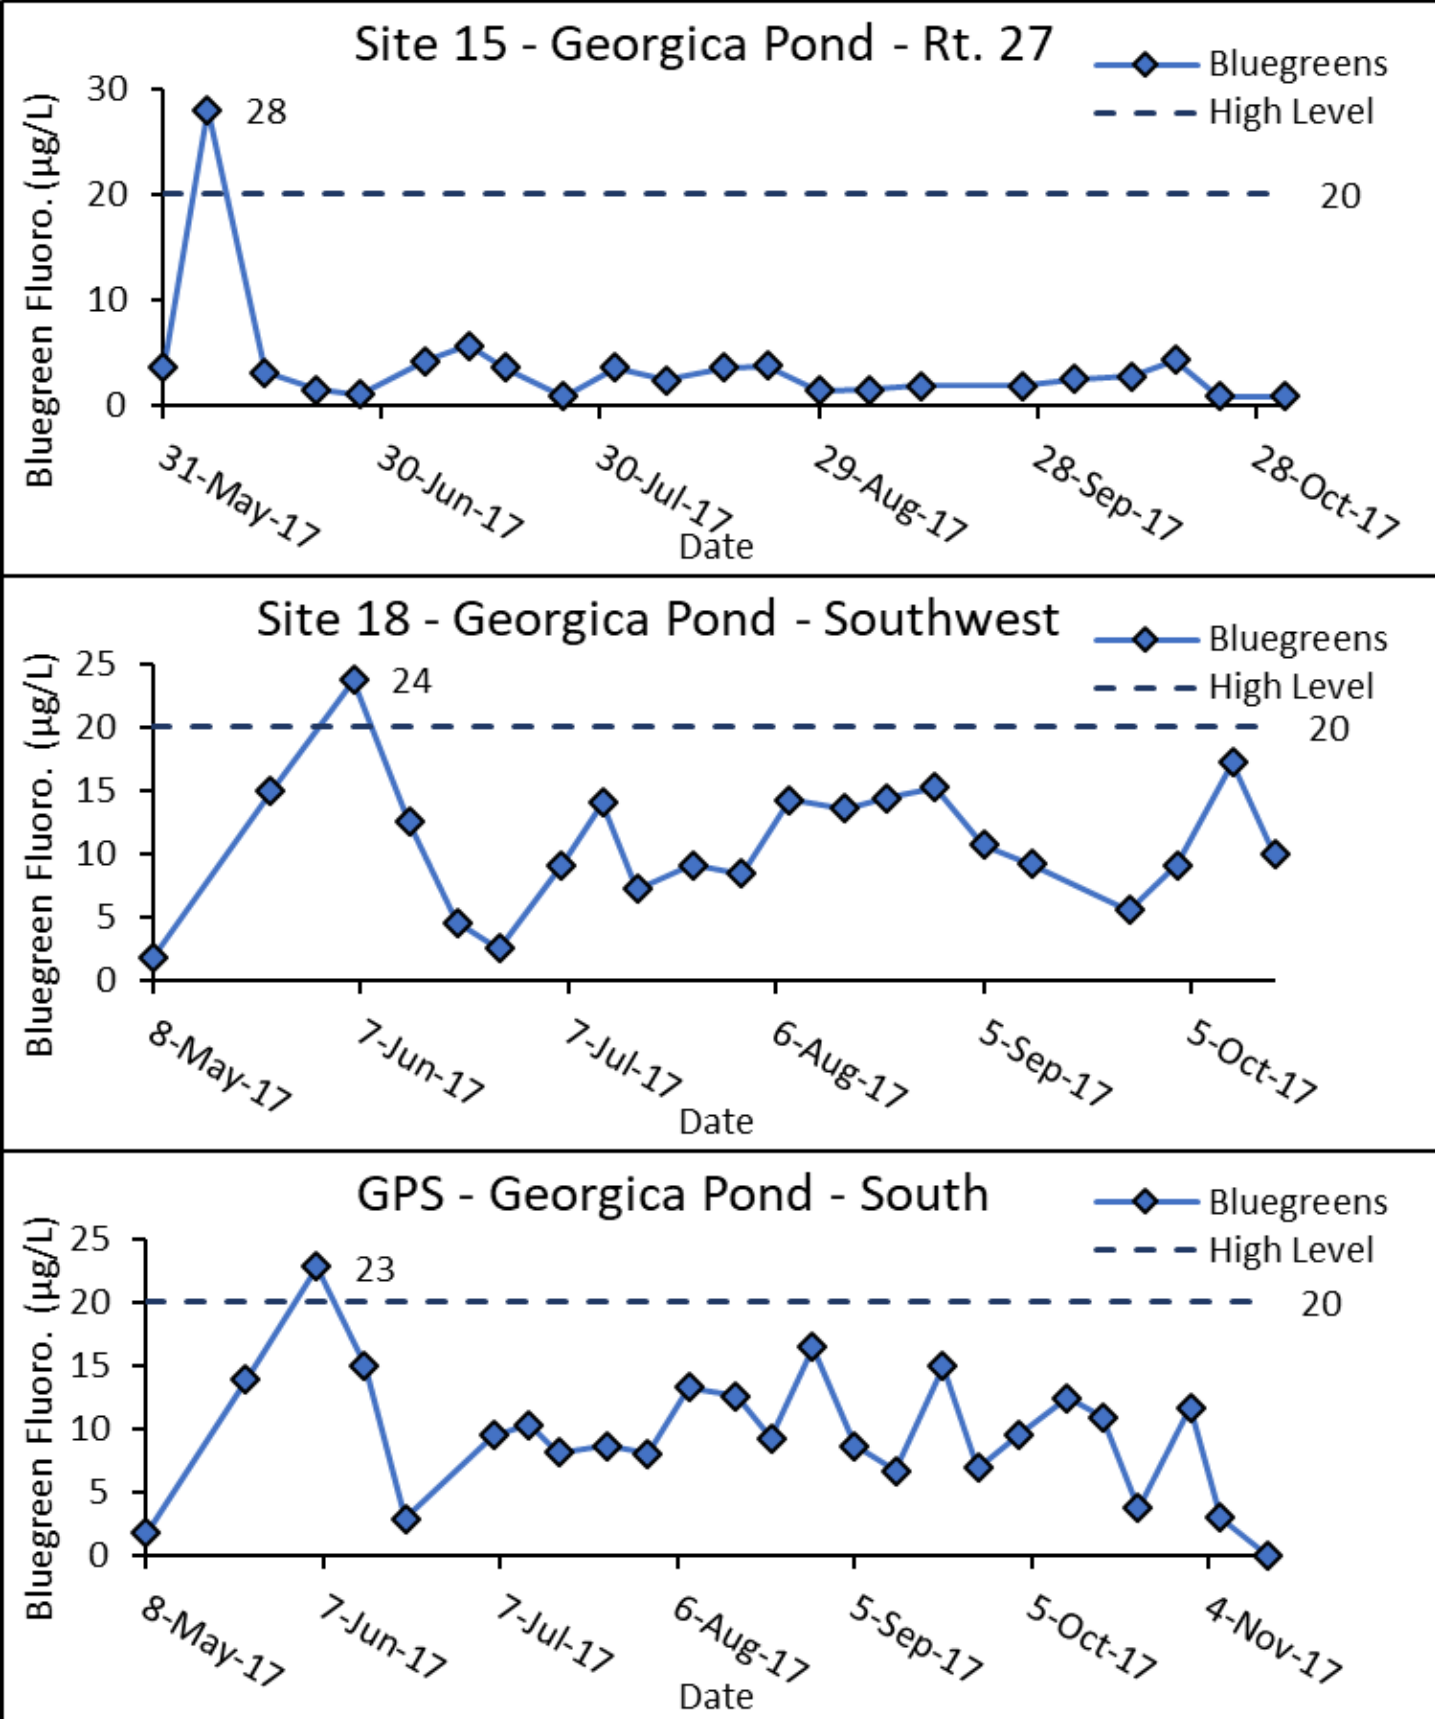 Site 15 - Georgica Pond - Rt. 27
Bluegreens
High Level
Bluegreen Fluoro. (µg/L)
30
20
10
0
28
20
31-May-17
30-Jun-17
30-Jul-17
29-Aug-17
28-Sep-17
28-Oct-17
Date
Site 18 - Georgica Pond - Southwest
Bluegreens
High Level
Bluegreen Fluoro. (µg/L)
25
20
15
10
5
0
24
20
8-May-17
7-Jun-17
7-Jul-17
6-Aug-17
5-Sep-17
5-Oct-17
Date
GPS - Georgica Pond - South
Bluegreens
High Level
Bluegreen Fluoro. (µg/L)
25
20
15
10
5
0
23
20
8-May-17
7-Jun-17
7-Jul-17
6-Aug-17
5-Sep-17
5-Oct-17
4-Nov-17
Date